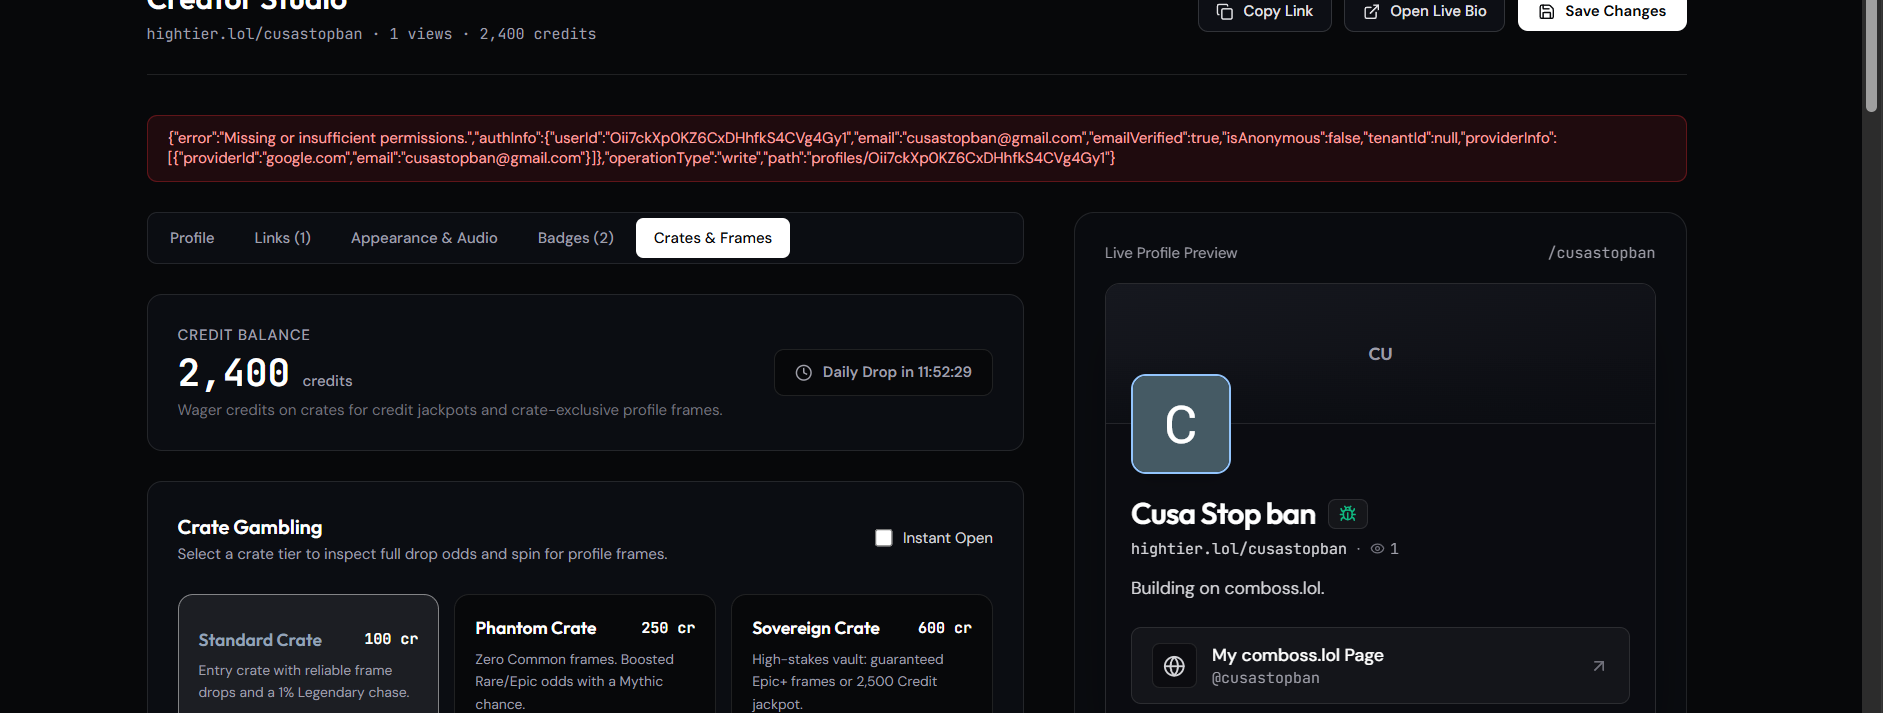 Creator Studio
hightier.lol/cusastopban · 1 views · 2,400 credits
Copy Link
Open Live Bio
Save Changes
{"error":"Missing or insufficient permissions.","authInfo":{"userId":"Oii7ckXp0KZ6CxDHhfkS4CVg4Gy1","email":"cusastopban@gmail.com","emailVerified":true,"isAnonymous":false,"tenantId":null,"providerInfo":
[{"providerId":"google.com","email":"cusastopban@gmail.com"}]},"operationType":"write","path":"profiles/Oii7ckXp0KZ6CxDHhfkS4CVg4Gy1"}
Profile
Links (1)
Appearance & Audio
Badges (2)
Crates & Frames
CREDIT BALANCE
2,400 credits
Daily Drop in 11:52:29
Wager credits on crates for credit jackpots and crate-exclusive profile frames.
Crate Gambling
Select a crate tier to inspect full drop odds and spin for profile frames.
Instant Open
Standard Crate
100 cr
Entry crate with reliable frame
drops and a 1% Legendary chase.
Phantom Crate
250 cr
Zero Common frames. Boosted
Rare/Epic odds with a Mythic
chance.
Sovereign Crate
600 cr
High-stakes vault: guaranteed
Epic+ frames or 2,500 Credit
jackpot.
Live Profile Preview
/cusastopban
CU
C
Cusa Stop ban
hightier.lol/cusastopban · 1
Building on comboss.lol.
My comboss.lol Page
@cusastopban